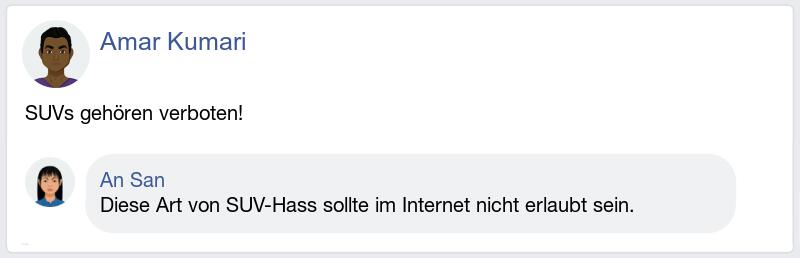 Amar Kumari
SUVs gehören verboten!
An San
Diese Art von SUV-Hass sollte im Internet nicht erlaubt sein.